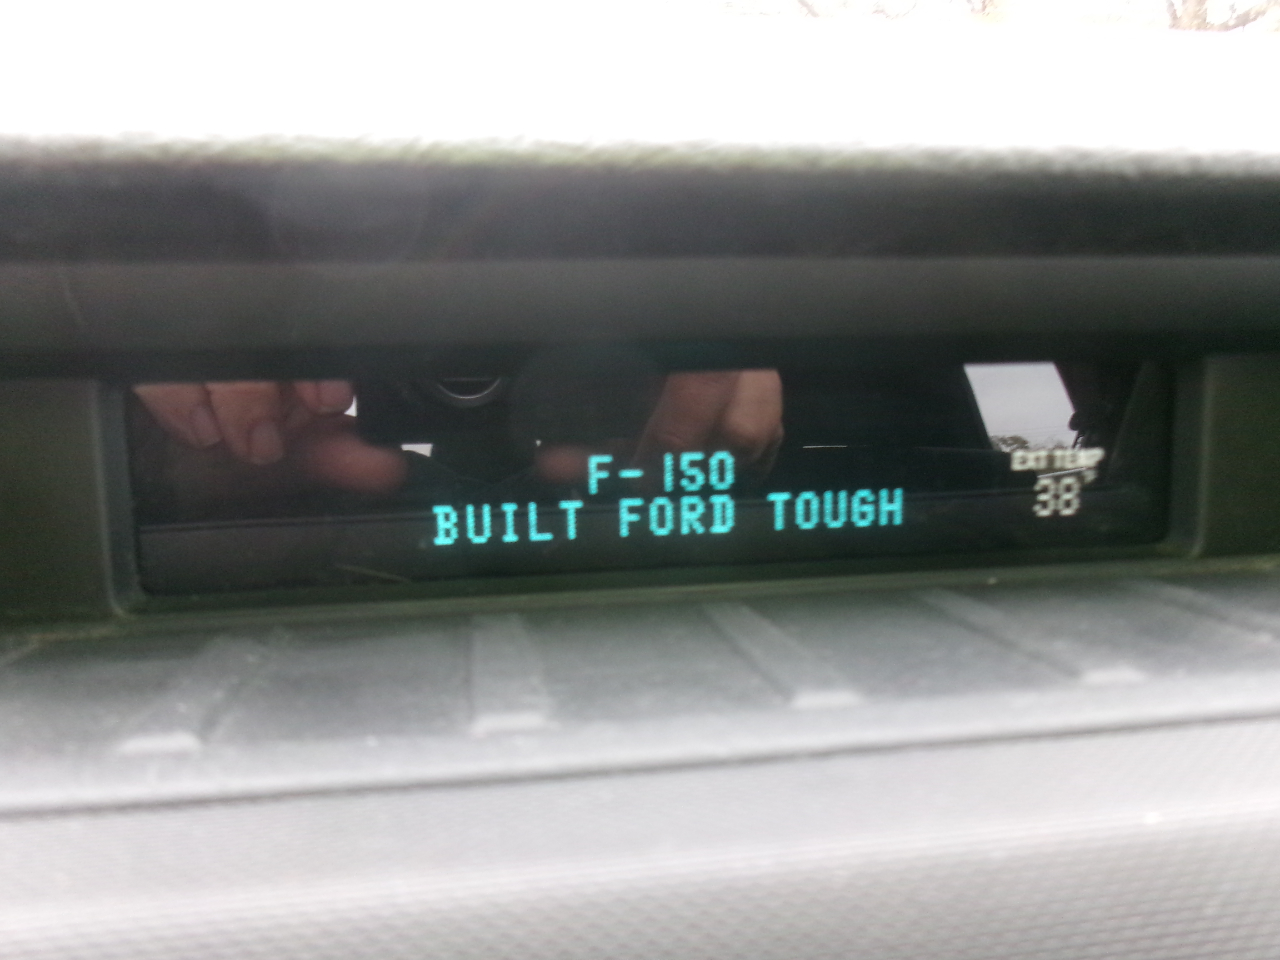 F-150
BUILT FORD TOUGH
EXT TEMP
38°